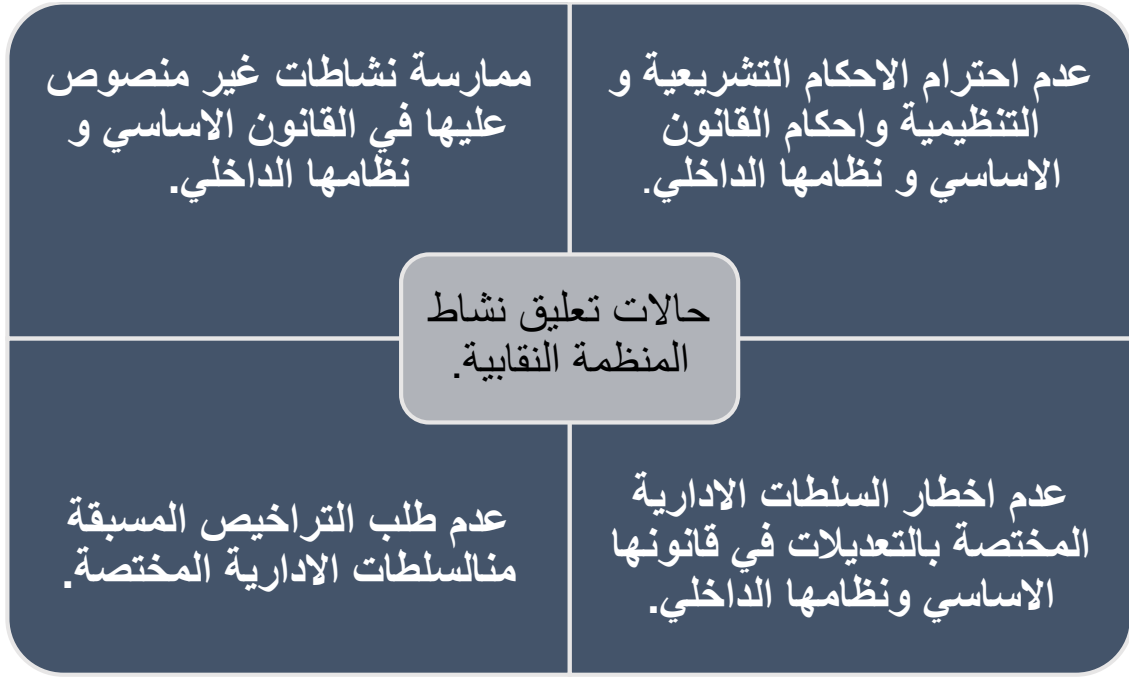 عدم احترام الاحكام التشريعية و
التنظيمية واحكام القانون
الاساسي و نظامها الداخلي.
ممارسة نشاطات غير منصوص
عليها في القانون الاساسي و
نظامها الداخلي.
حالات تعليق نشاط
المنظمة النقابية.
عدم اخطار السلطات الادارية
المختصة بالتعديلات في قانونها
الاساسي ونظامها الداخلي.
عدم طلب التراخيص المسبقة
منالسلطات الادارية المختصة.